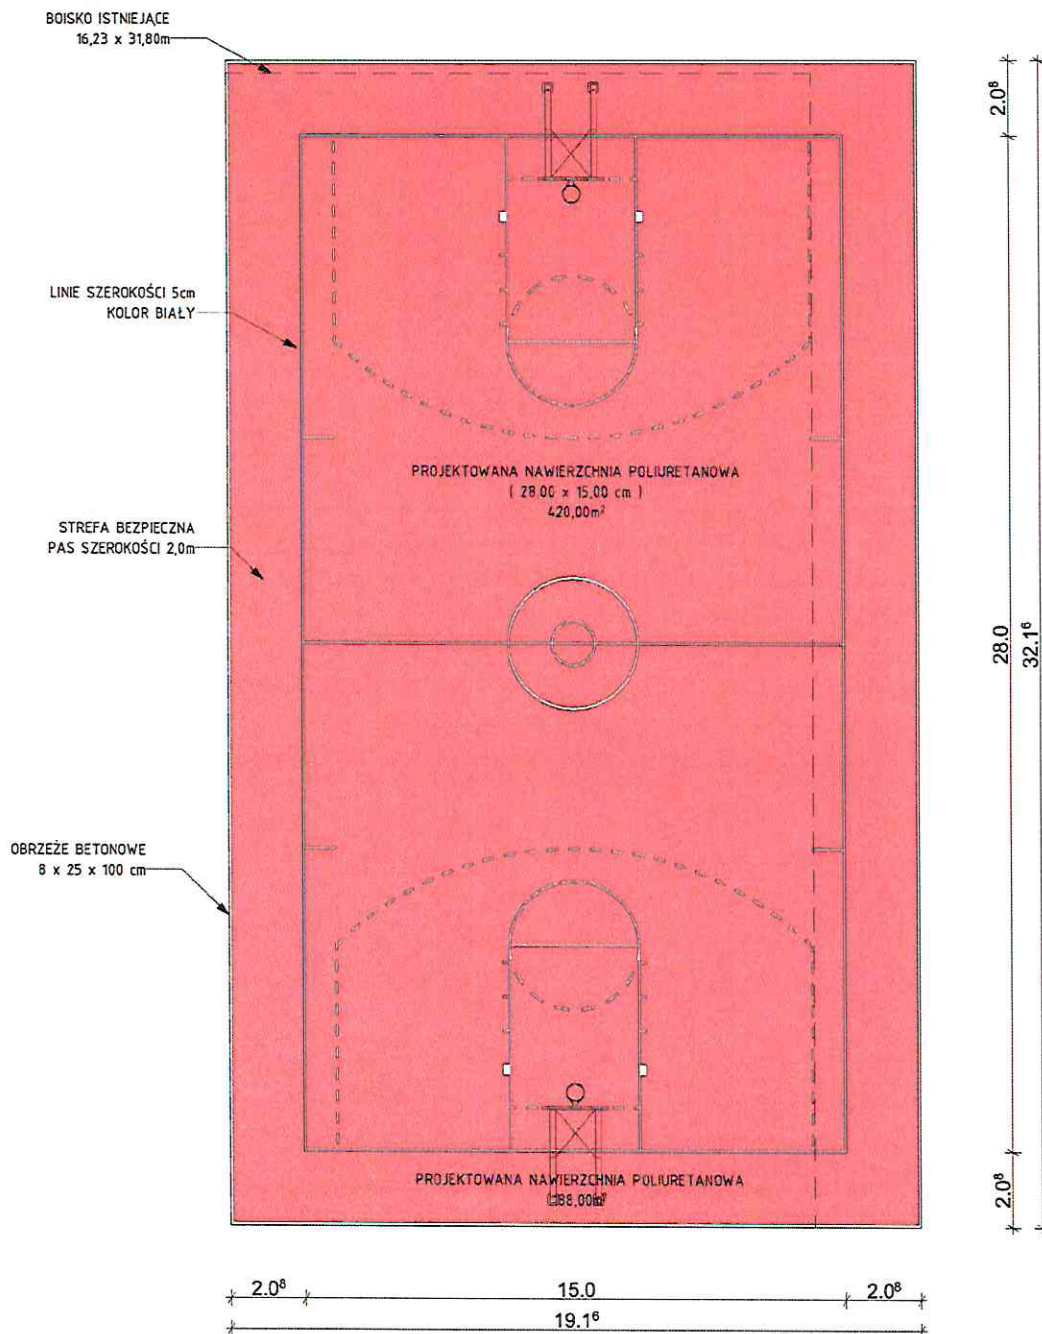 BOISKO ISTNIEJĄCE
16,23 x 31,80m
2.0⁸
LINIE SZEROKOŚCI 5cm
KOLOR BIAŁY
PROJEKTOWANA NAWIERZCHNIA POLIURETANOWA
( 28.00 x 15,00 cm )
420,00m²
STREFA BEZPIECZNA
PAS SZEROKOŚCI 2,0m
28.0
32.1⁶
OBRZEŻE BETONOWE
8 x 25 x 100 cm
PROJEKTOWANA NAWIERZCHNIA POLIURETANOWA
188,00m²
2.0⁸
2.0⁸
15.0
2.0⁸
19.1⁶